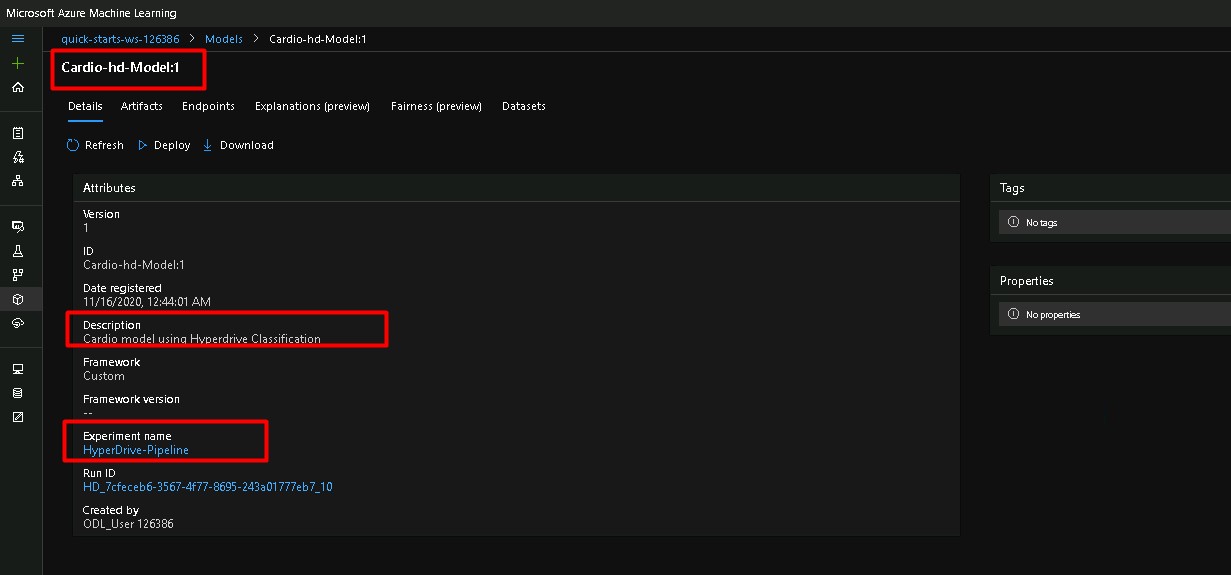 Microsoft Azure Machine Learning
quick-starts-ws-126386 > Models > Cardio-hd-Model:1
Cardio-hd-Model:1
Details Artifacts Endpoints Explanations (preview) Fairness (preview) Datasets
Refresh Deploy Download
Attributes
Version
1
ID
Cardio-hd-Model:1
Date registered
11/16/2020, 12:44:01 AM
Description
Cardio model using Hyperdrive Classification
Framework
Custom
Framework version
--
Experiment name
HyperDrive-Pipeline
Run ID
HD_7cfeceb6-3567-4f77-8695-243a01777eb7_10
Created by
ODL_User 126386
Tags
No tags
Properties
No properties